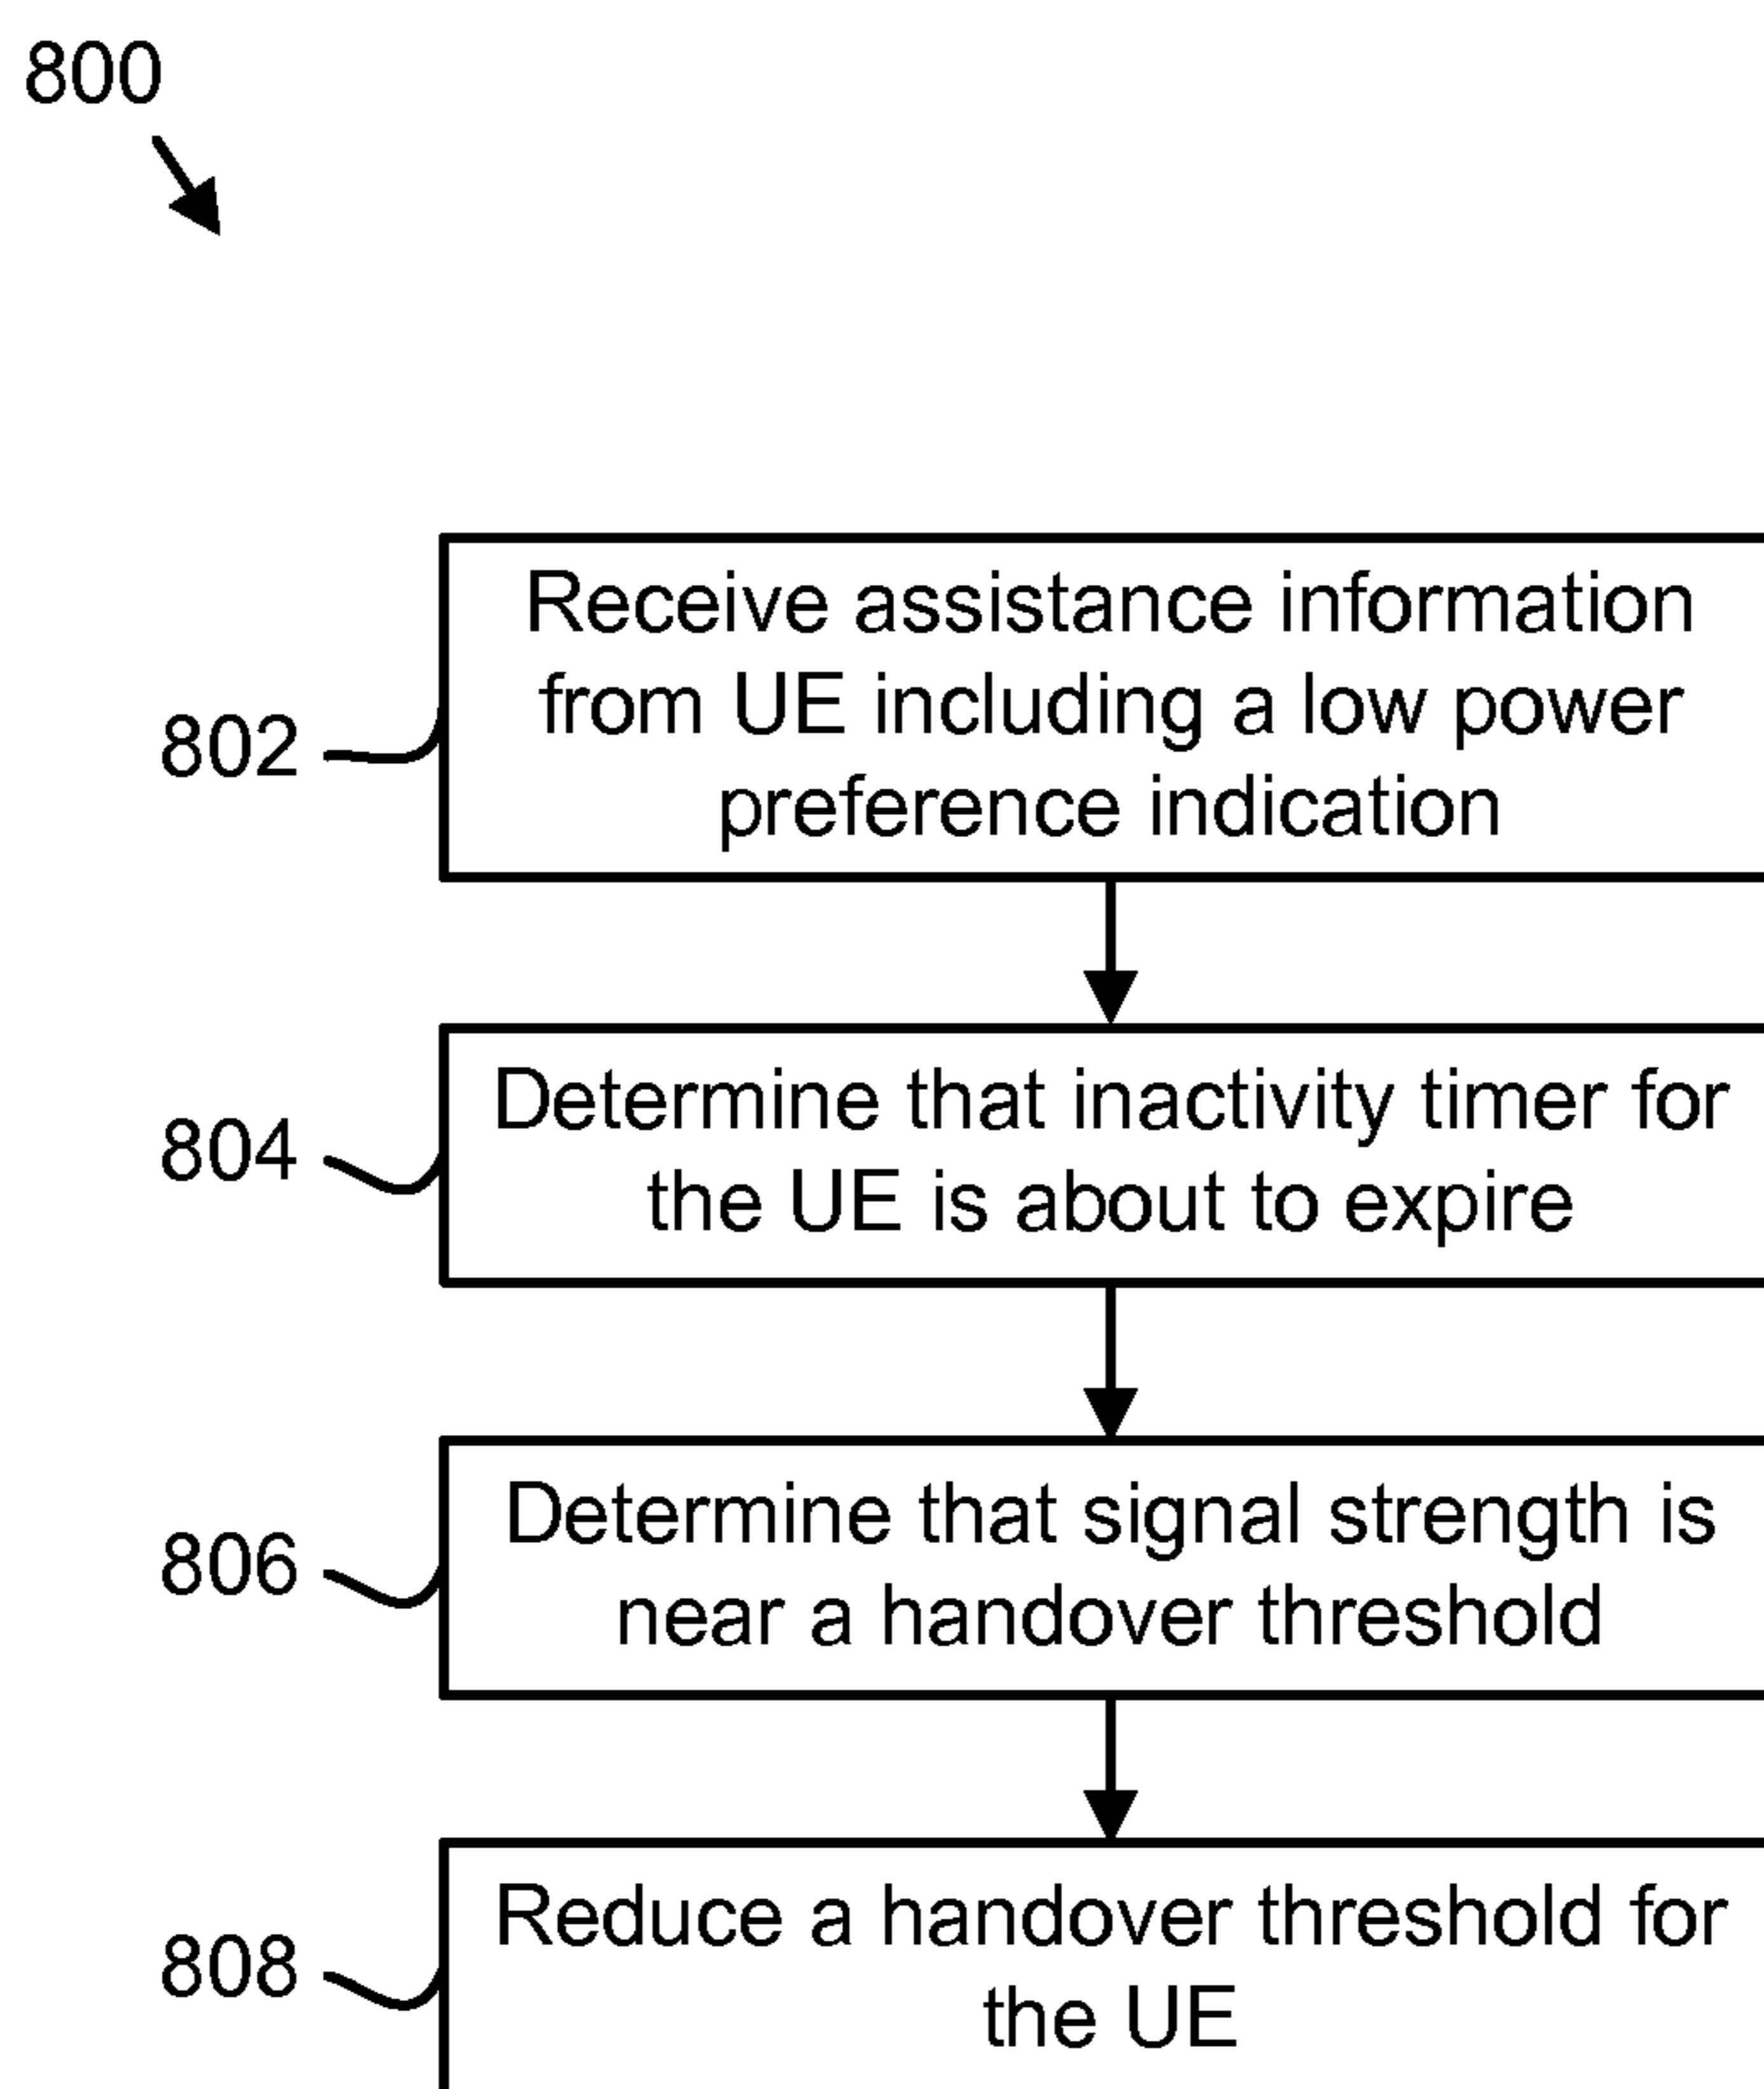 800
Receive assistance information
from UE including a low power
preference indication
802
Determine that inactivity timer for
the UE is about to expire
804
Determine that signal strength is
near a handover threshold
806
Reduce a handover threshold for
the UE
808